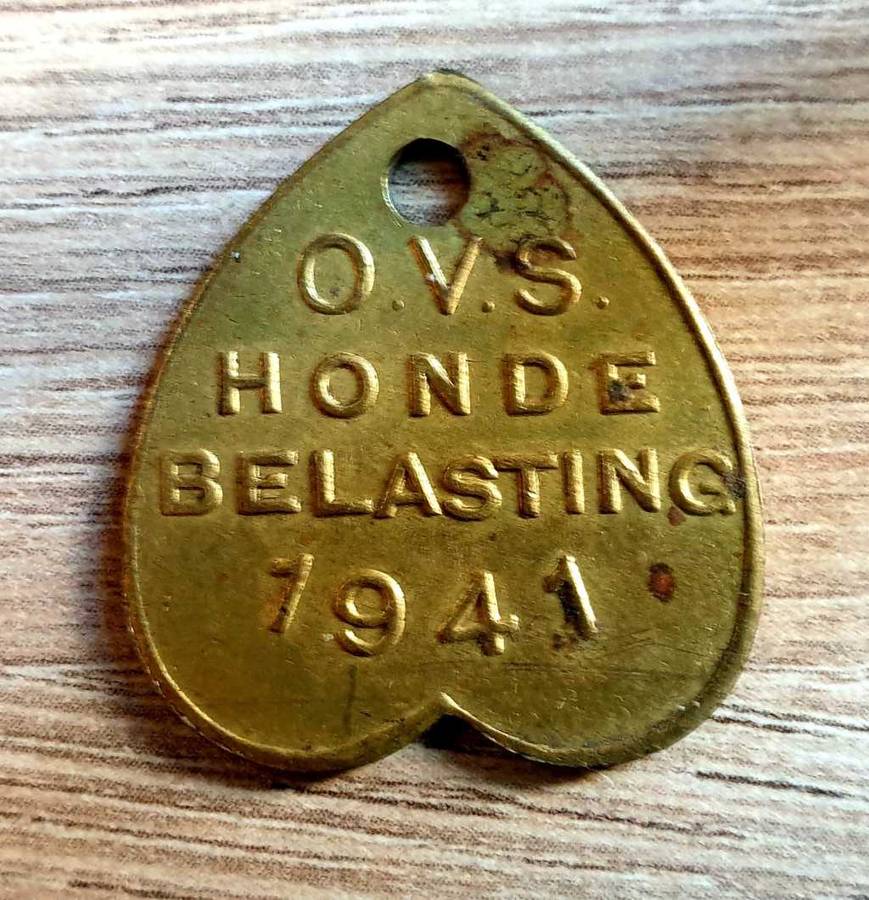 O.V.S.
HONDE
BELASTING
1941